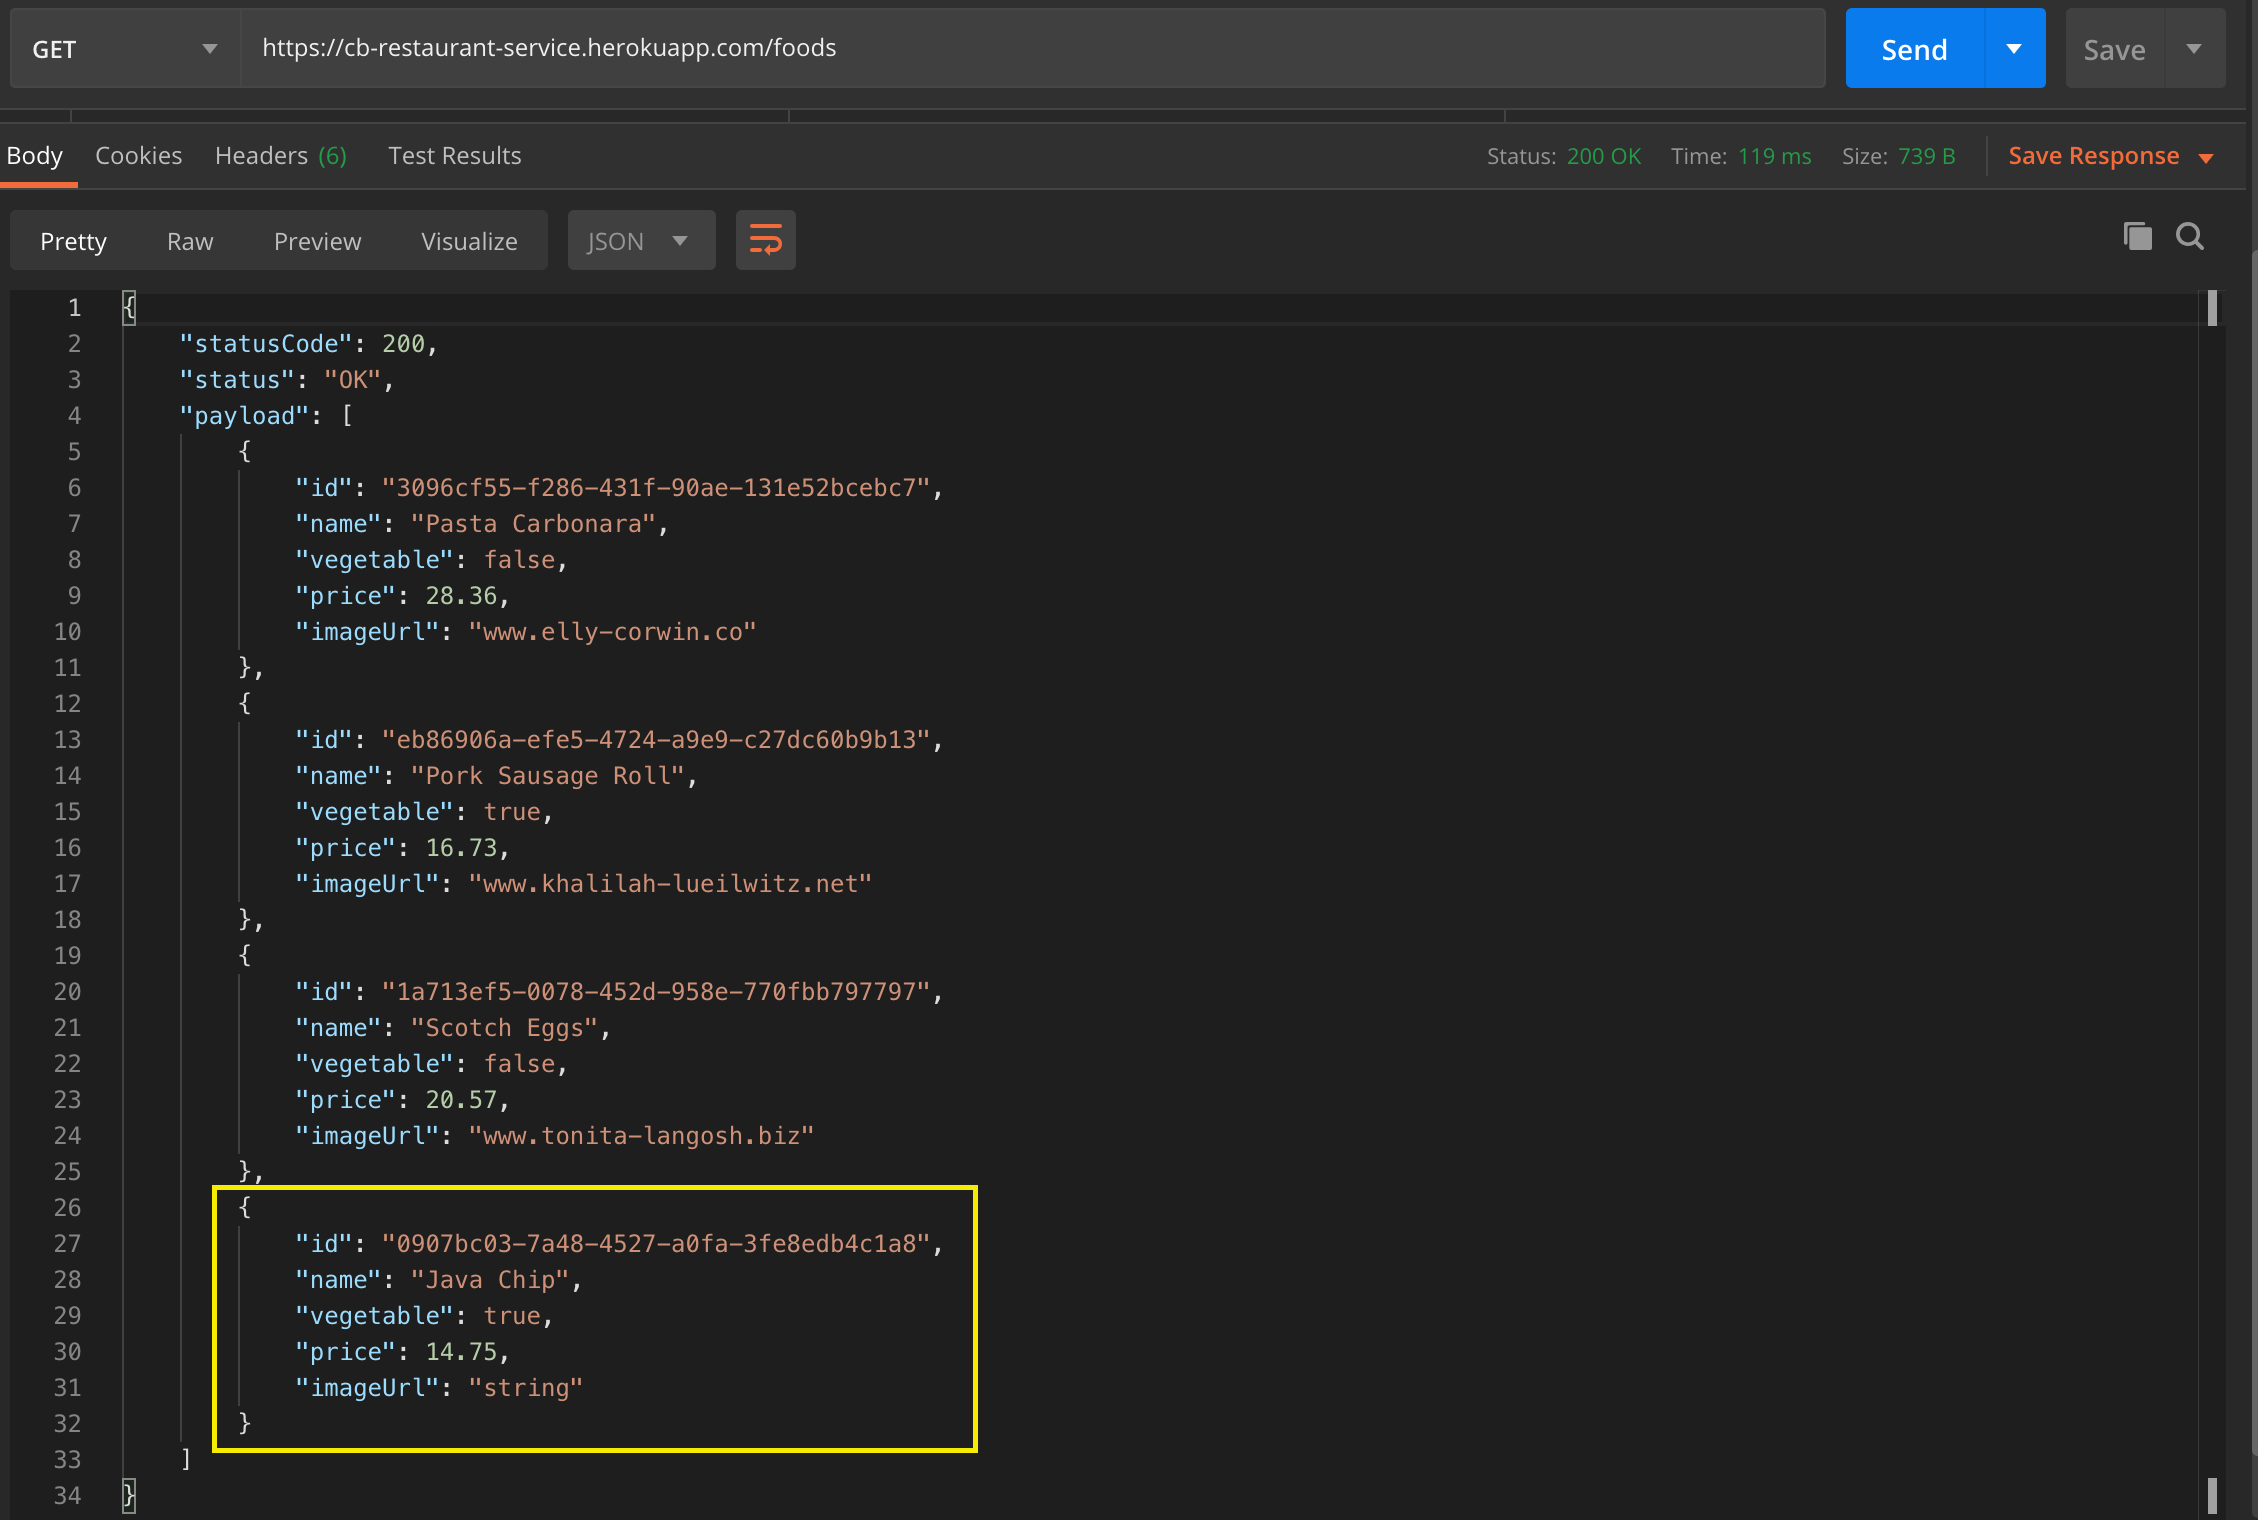 GET https://cb-restaurant-service.herokuapp.com/foods Send Save
Body Cookies Headers (6) Test Results Status: 200 OK Time: 119 ms Size: 739 B Save Response
Pretty Raw Preview Visualize JSON
1 {
2 "statusCode": 200,
3 "status": "OK",
4 "payload": [
5 {
6 "id": "3096cf55-f286-431f-90ae-131e52bcebc7",
7 "name": "Pasta Carbonara",
8 "vegetable": false,
9 "price": 28.36,
10 "imageUrl": "www.elly-corwin.co"
11 },
12 {
13 "id": "eb86906a-efe5-4724-a9e9-c27dc60b9b13",
14 "name": "Pork Sausage Roll",
15 "vegetable": true,
16 "price": 16.73,
17 "imageUrl": "www.khalilah-lueilwitz.net"
18 },
19 {
20 "id": "1a713ef5-0078-452d-958e-770fbb797797",
21 "name": "Scotch Eggs",
22 "vegetable": false,
23 "price": 20.57,
24 "imageUrl": "www.tonita-langosh.biz"
25 },
26 {
27 "id": "0907bc03-7a48-4527-a0fa-3fe8edb4c1a8",
28 "name": "Java Chip",
29 "vegetable": true,
30 "price": 14.75,
31 "imageUrl": "string"
32 }
33 ]
34 }